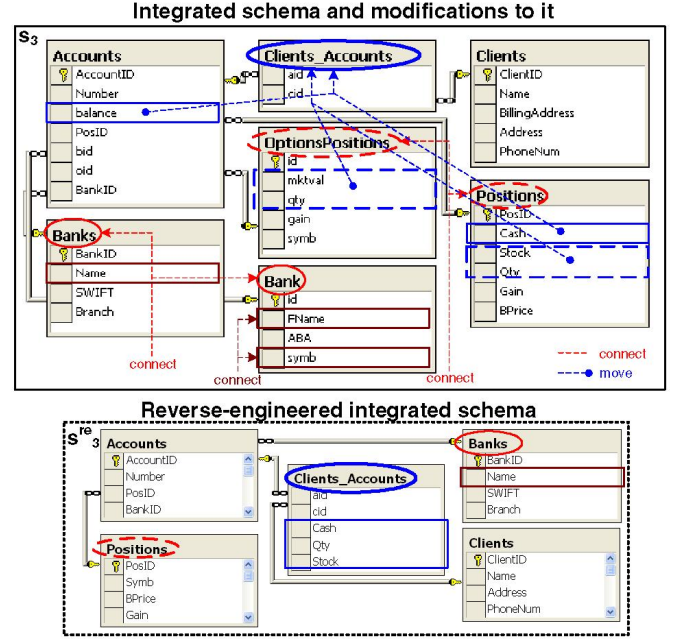 Integrated schema and modifications to it
S3
Accounts
AccountID
Number
balance
PosID
bid
oid
BankID
Clients_Accounts
aid
cid
Clients
ClientID
Name
BillingAddress
Address
PhoneNum
OptionsPositions
id
mktval
qty
gain
symb
Positions
PosID
Cash
Stock
Qty
Gain
BPrice
Banks
BankID
Name
SWIFT
Branch
Bank
id
FName
ABA
symb
connect
connect
connect
connect
move
Reverse-engineered integrated schema
S3re
Accounts
AccountID
Number
PosID
BankID
Clients_Accounts
aid
cid
Cash
Qty
Stock
Banks
BankID
Name
SWIFT
Branch
Positions
PosID
Symb
BPrice
Gain
Clients
ClientID
Name
Address
PhoneNum